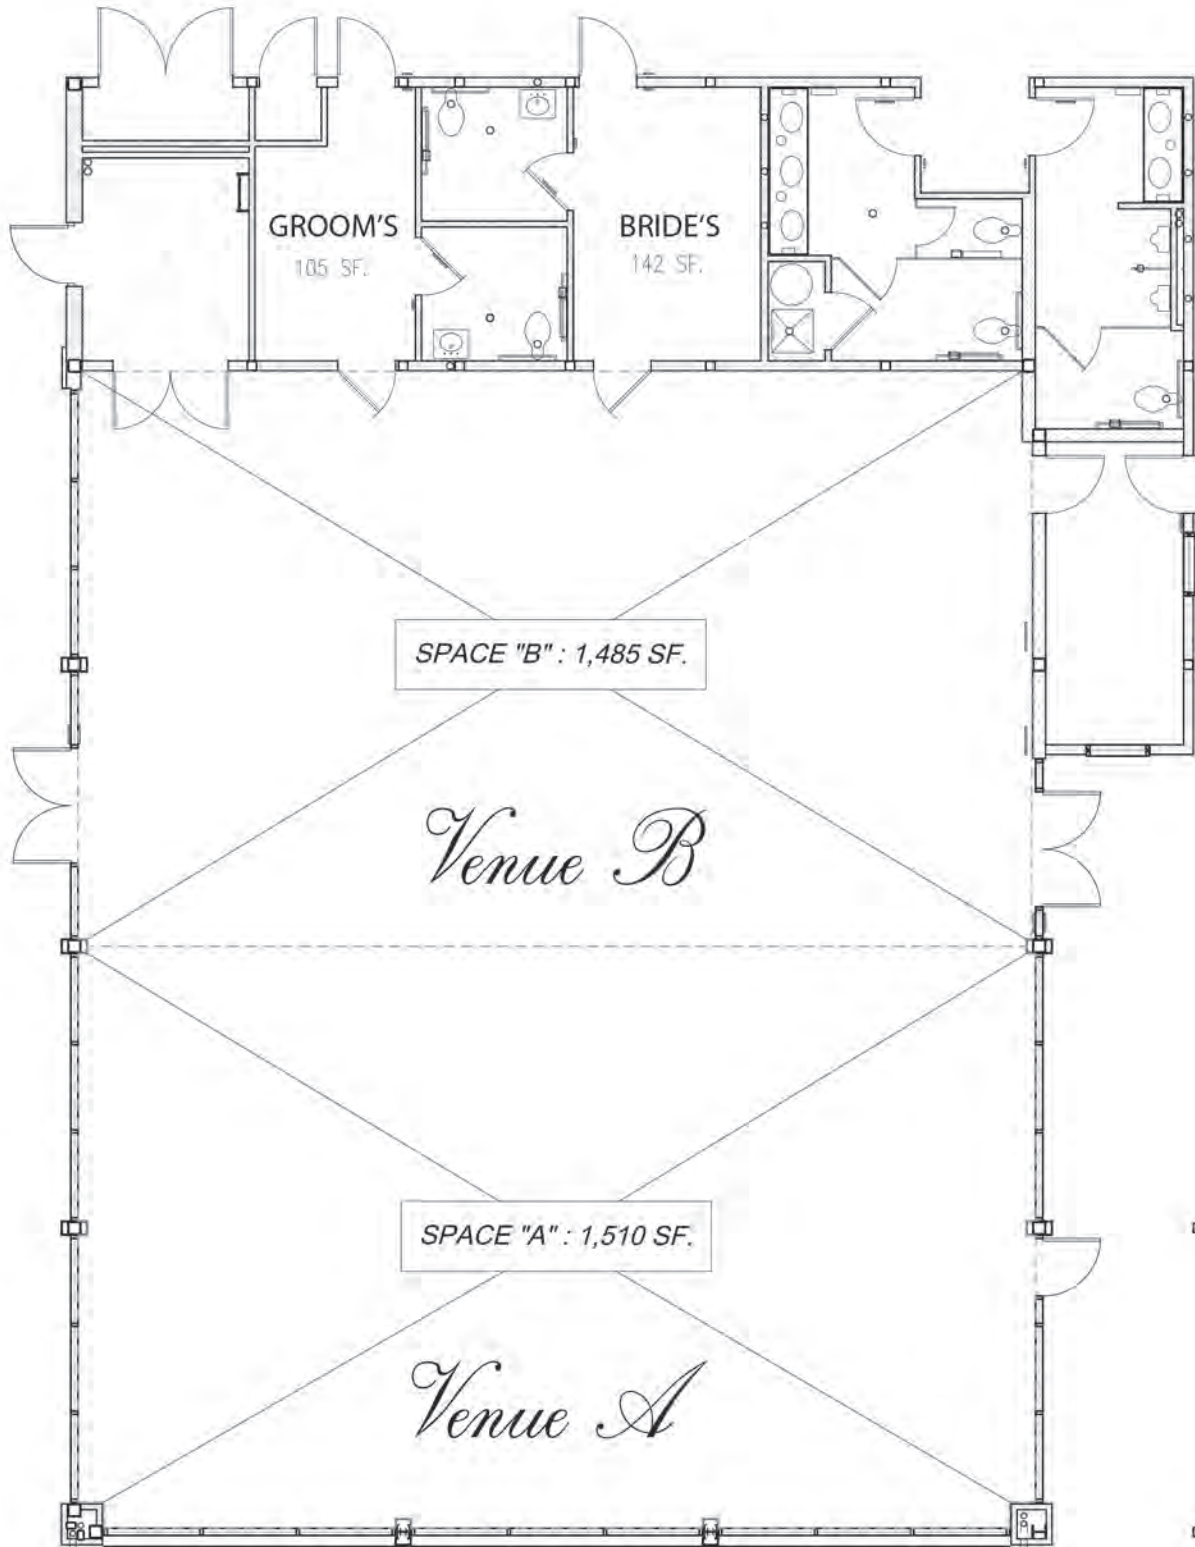 GROOM'S
105 SF.
BRIDE'S
142 SF.
SPACE "B" : 1,485 SF.
Venue B
SPACE "A" : 1,510 SF.
Venue A